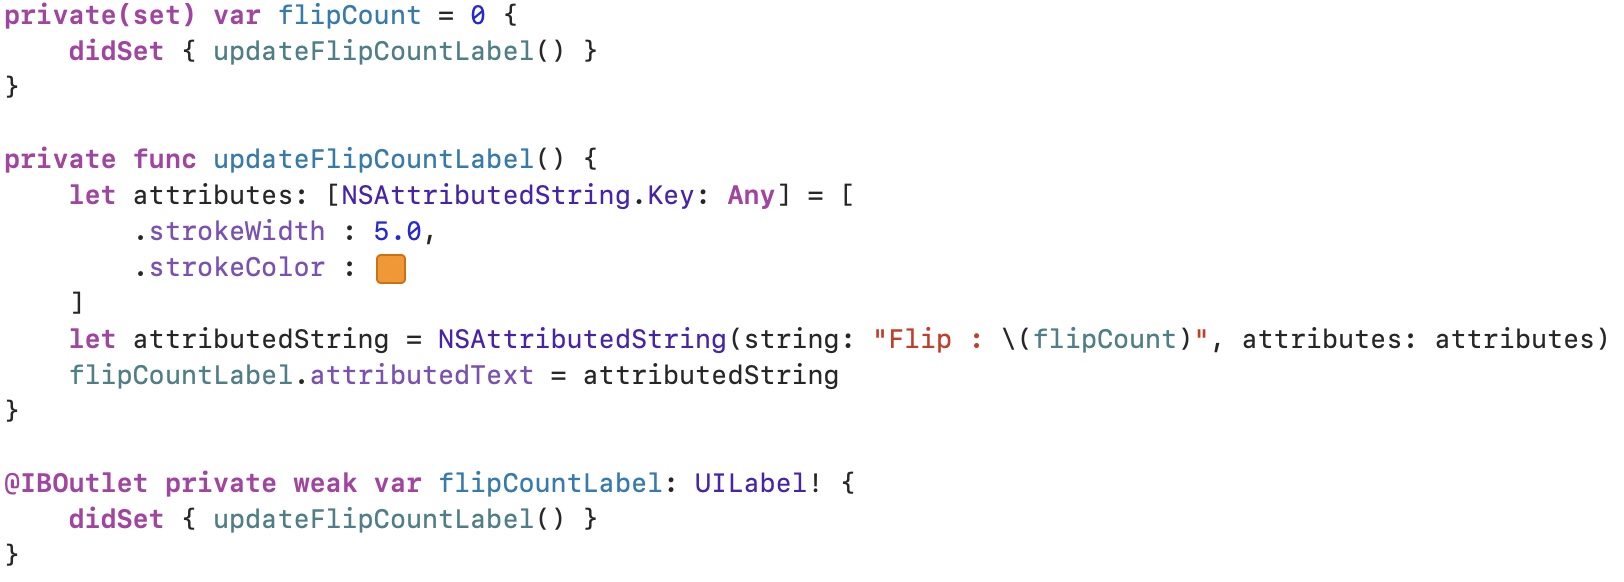 private(set) var flipCount = 0 {
    didSet { updateFlipCountLabel() }
}

private func updateFlipCountLabel() {
    let attributes: [NSAttributedString.Key: Any] = [
        .strokeWidth : 5.0,
        .strokeColor :
    ]
    let attributedString = NSAttributedString(string: "Flip : \(flipCount)", attributes: attributes)
    flipCountLabel.attributedText = attributedString
}

@IBOutlet private weak var flipCountLabel: UILabel! {
    didSet { updateFlipCountLabel() }
}